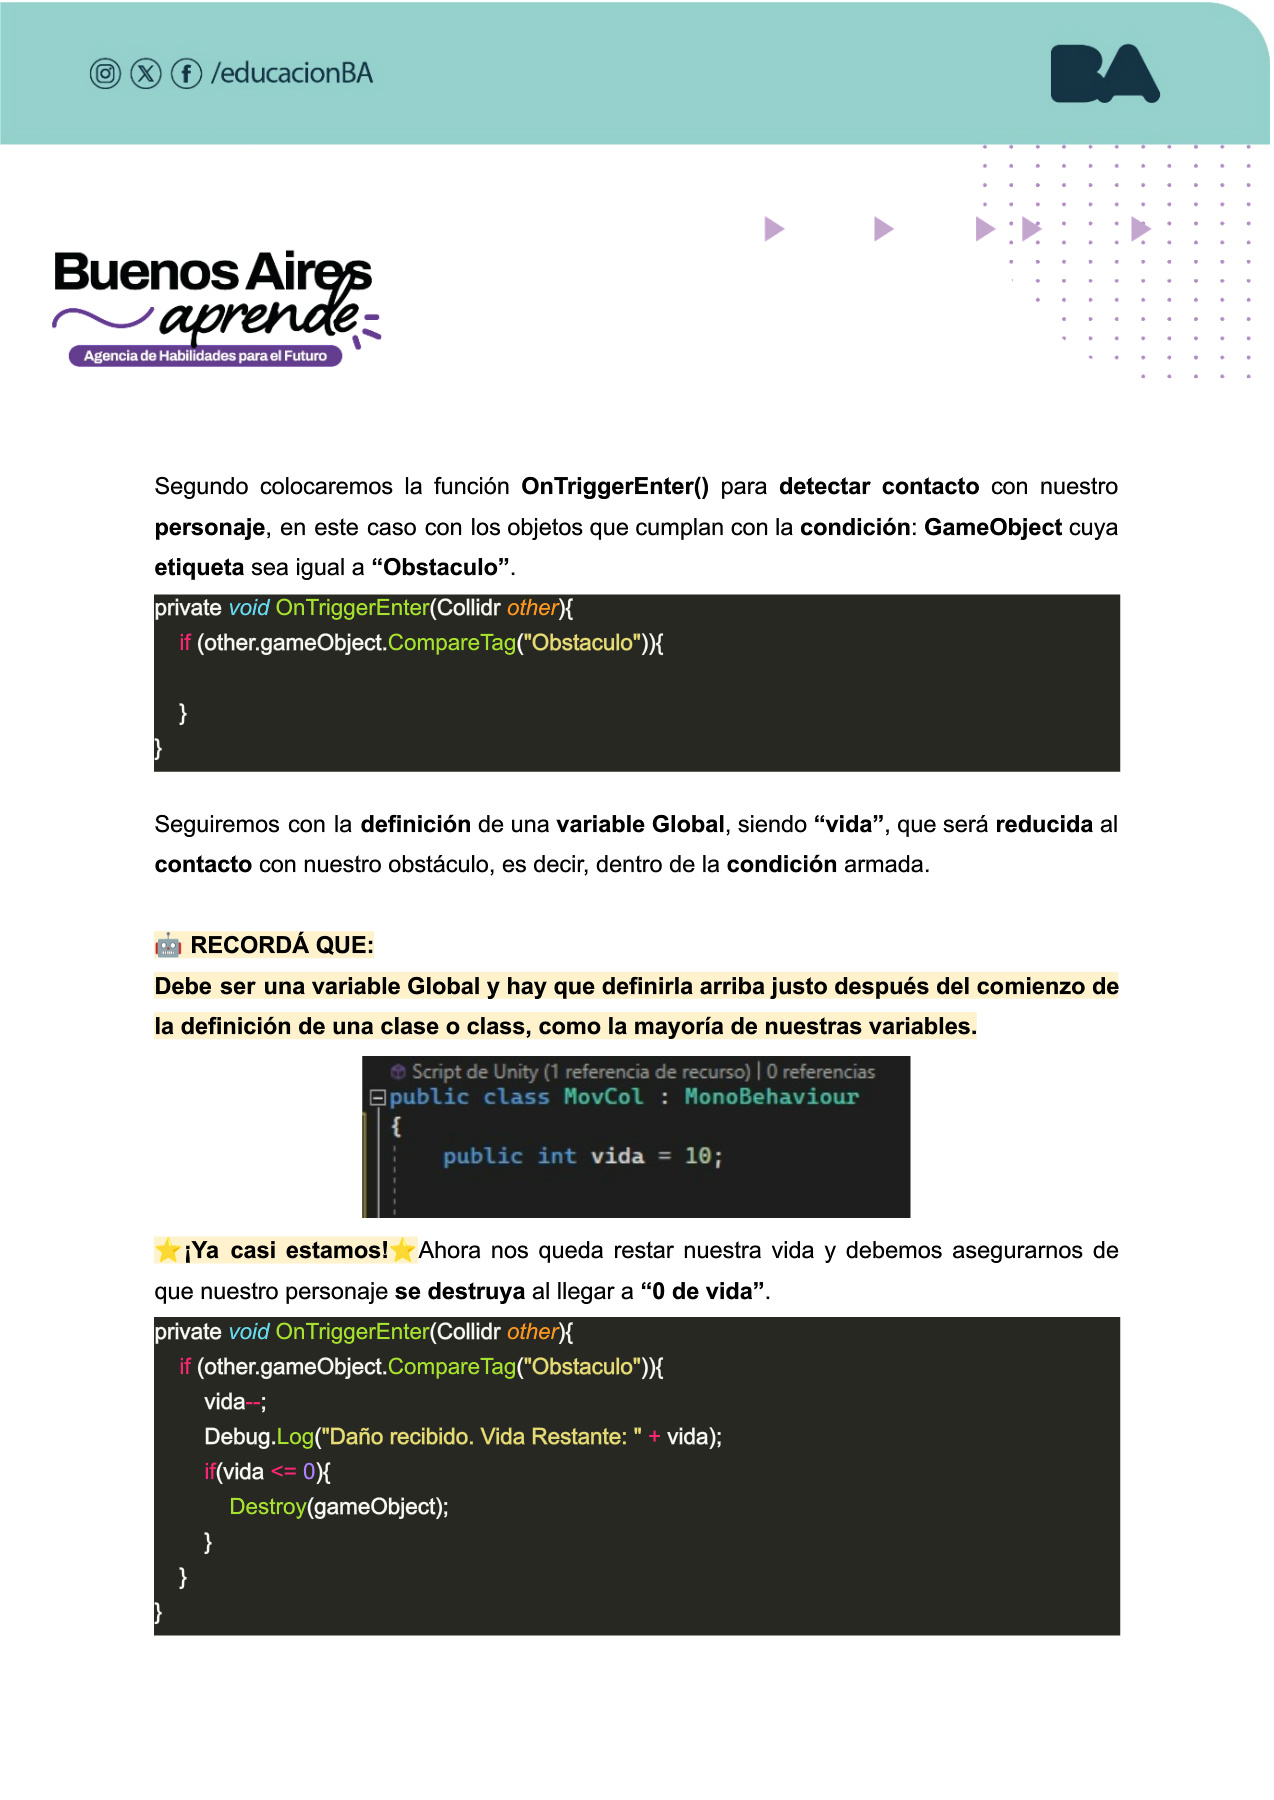 /educacionBA
BA
Buenos Aires
aprende
Agencia de Habilidades para el Futuro
Segundo colocaremos la función OnTriggerEnter() para detectar contacto con nuestro
personaje, en este caso con los objetos que cumplan con la condición: GameObject cuya
etiqueta sea igual a “Obstaculo”.
private void OnTriggerEnter(Collidr other){
if (other.gameObject.CompareTag("Obstaculo")){
}
}
Seguiremos con la definición de una variable Global, siendo “vida”, que será reducida al
contacto con nuestro obstáculo, es decir, dentro de la condición armada.
🤖 RECORDÁ QUE:
Debe ser una variable Global y hay que definirla arriba justo después del comienzo de
la definición de una clase o class, como la mayoría de nuestras variables.
Script de Unity (1 referencia de recurso) | 0 referencias
public class MovCol : MonoBehaviour
{
public int vida = 10;
⭐¡Ya casi estamos!⭐Ahora nos queda restar nuestra vida y debemos asegurarnos de
que nuestro personaje se destruya al llegar a “0 de vida”.
private void OnTriggerEnter(Collidr other){
if (other.gameObject.CompareTag("Obstaculo")){
vida--;
Debug.Log("Daño recibido. Vida Restante: " + vida);
if(vida <= 0){
Destroy(gameObject);
}
}
}